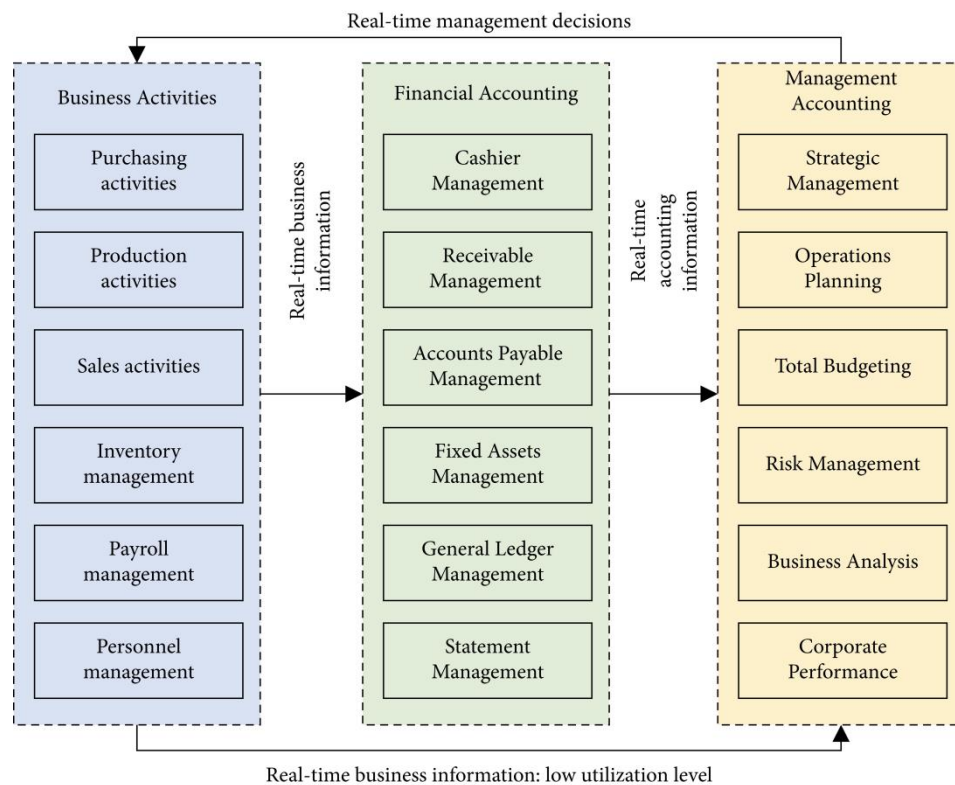 Real-time management decisions
Business Activities
Purchasing
activities
Production
activities
Sales activities
Inventory
management
Payroll
management
Personnel
management
Real-time business
information
Financial Accounting
Cashier
Management
Receivable
Management
Accounts Payable
Management
Fixed Assets
Management
General Ledger
Management
Statement
Management
Real-time
accounting
information
Management
Accounting
Strategic
Management
Operations
Planning
Total Budgeting
Risk Management
Business Analysis
Corporate
Performance
Real-time business information: low utilization level